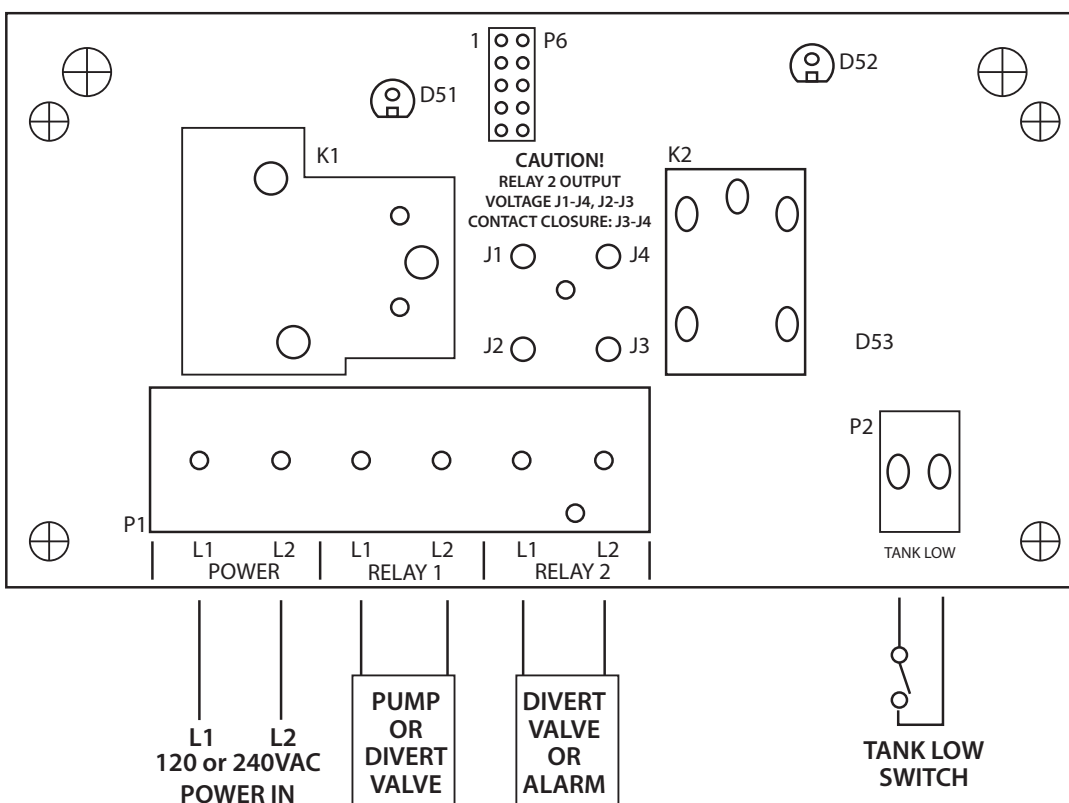 1 P6
D51
D52
K1
CAUTION!
RELAY 2 OUTPUT
VOLTAGE J1-J4, J2-J3
CONTACT CLOSURE: J3-J4
K2
J1 J4
J2 J3
D53
P2
P1
TANK LOW
L1 L2 L1 L2 L1 L2
POWER RELAY 1 RELAY 2
L1 L2
120 or 240VAC
POWER IN
PUMP
OR
DIVERT
VALVE
DIVERT
VALVE
OR
ALARM
TANK LOW
SWITCH